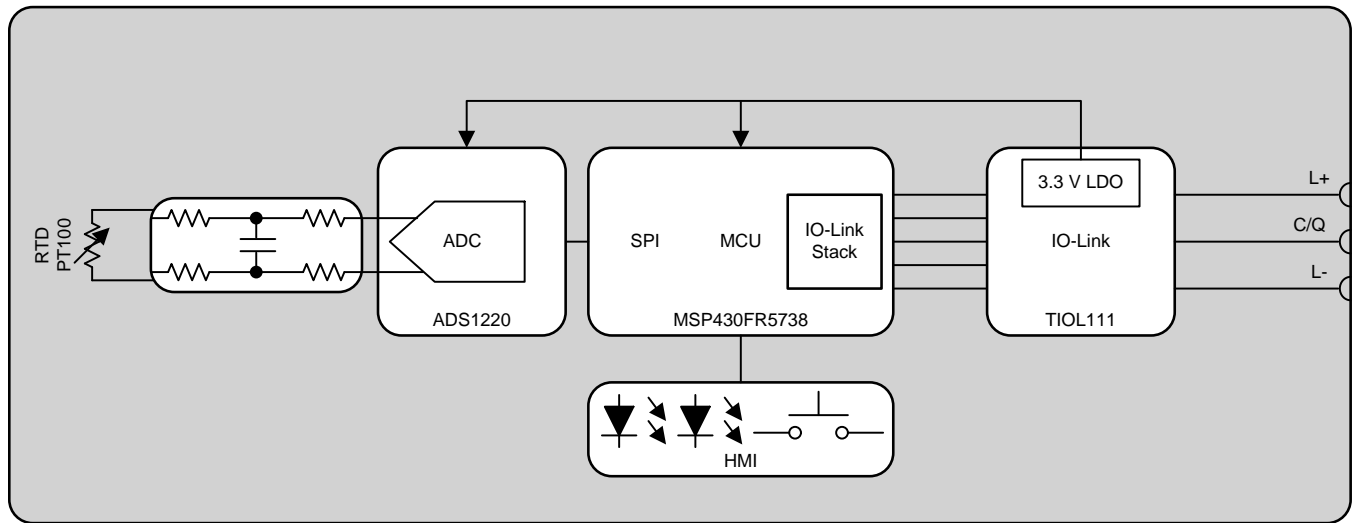 RTD
PT100
ADC
ADS1220
SPI
MCU
IO-Link
Stack
MSP430FR5738
3.3 V LDO
IO-Link
TIOL111
L+
C/Q
L-
HMI